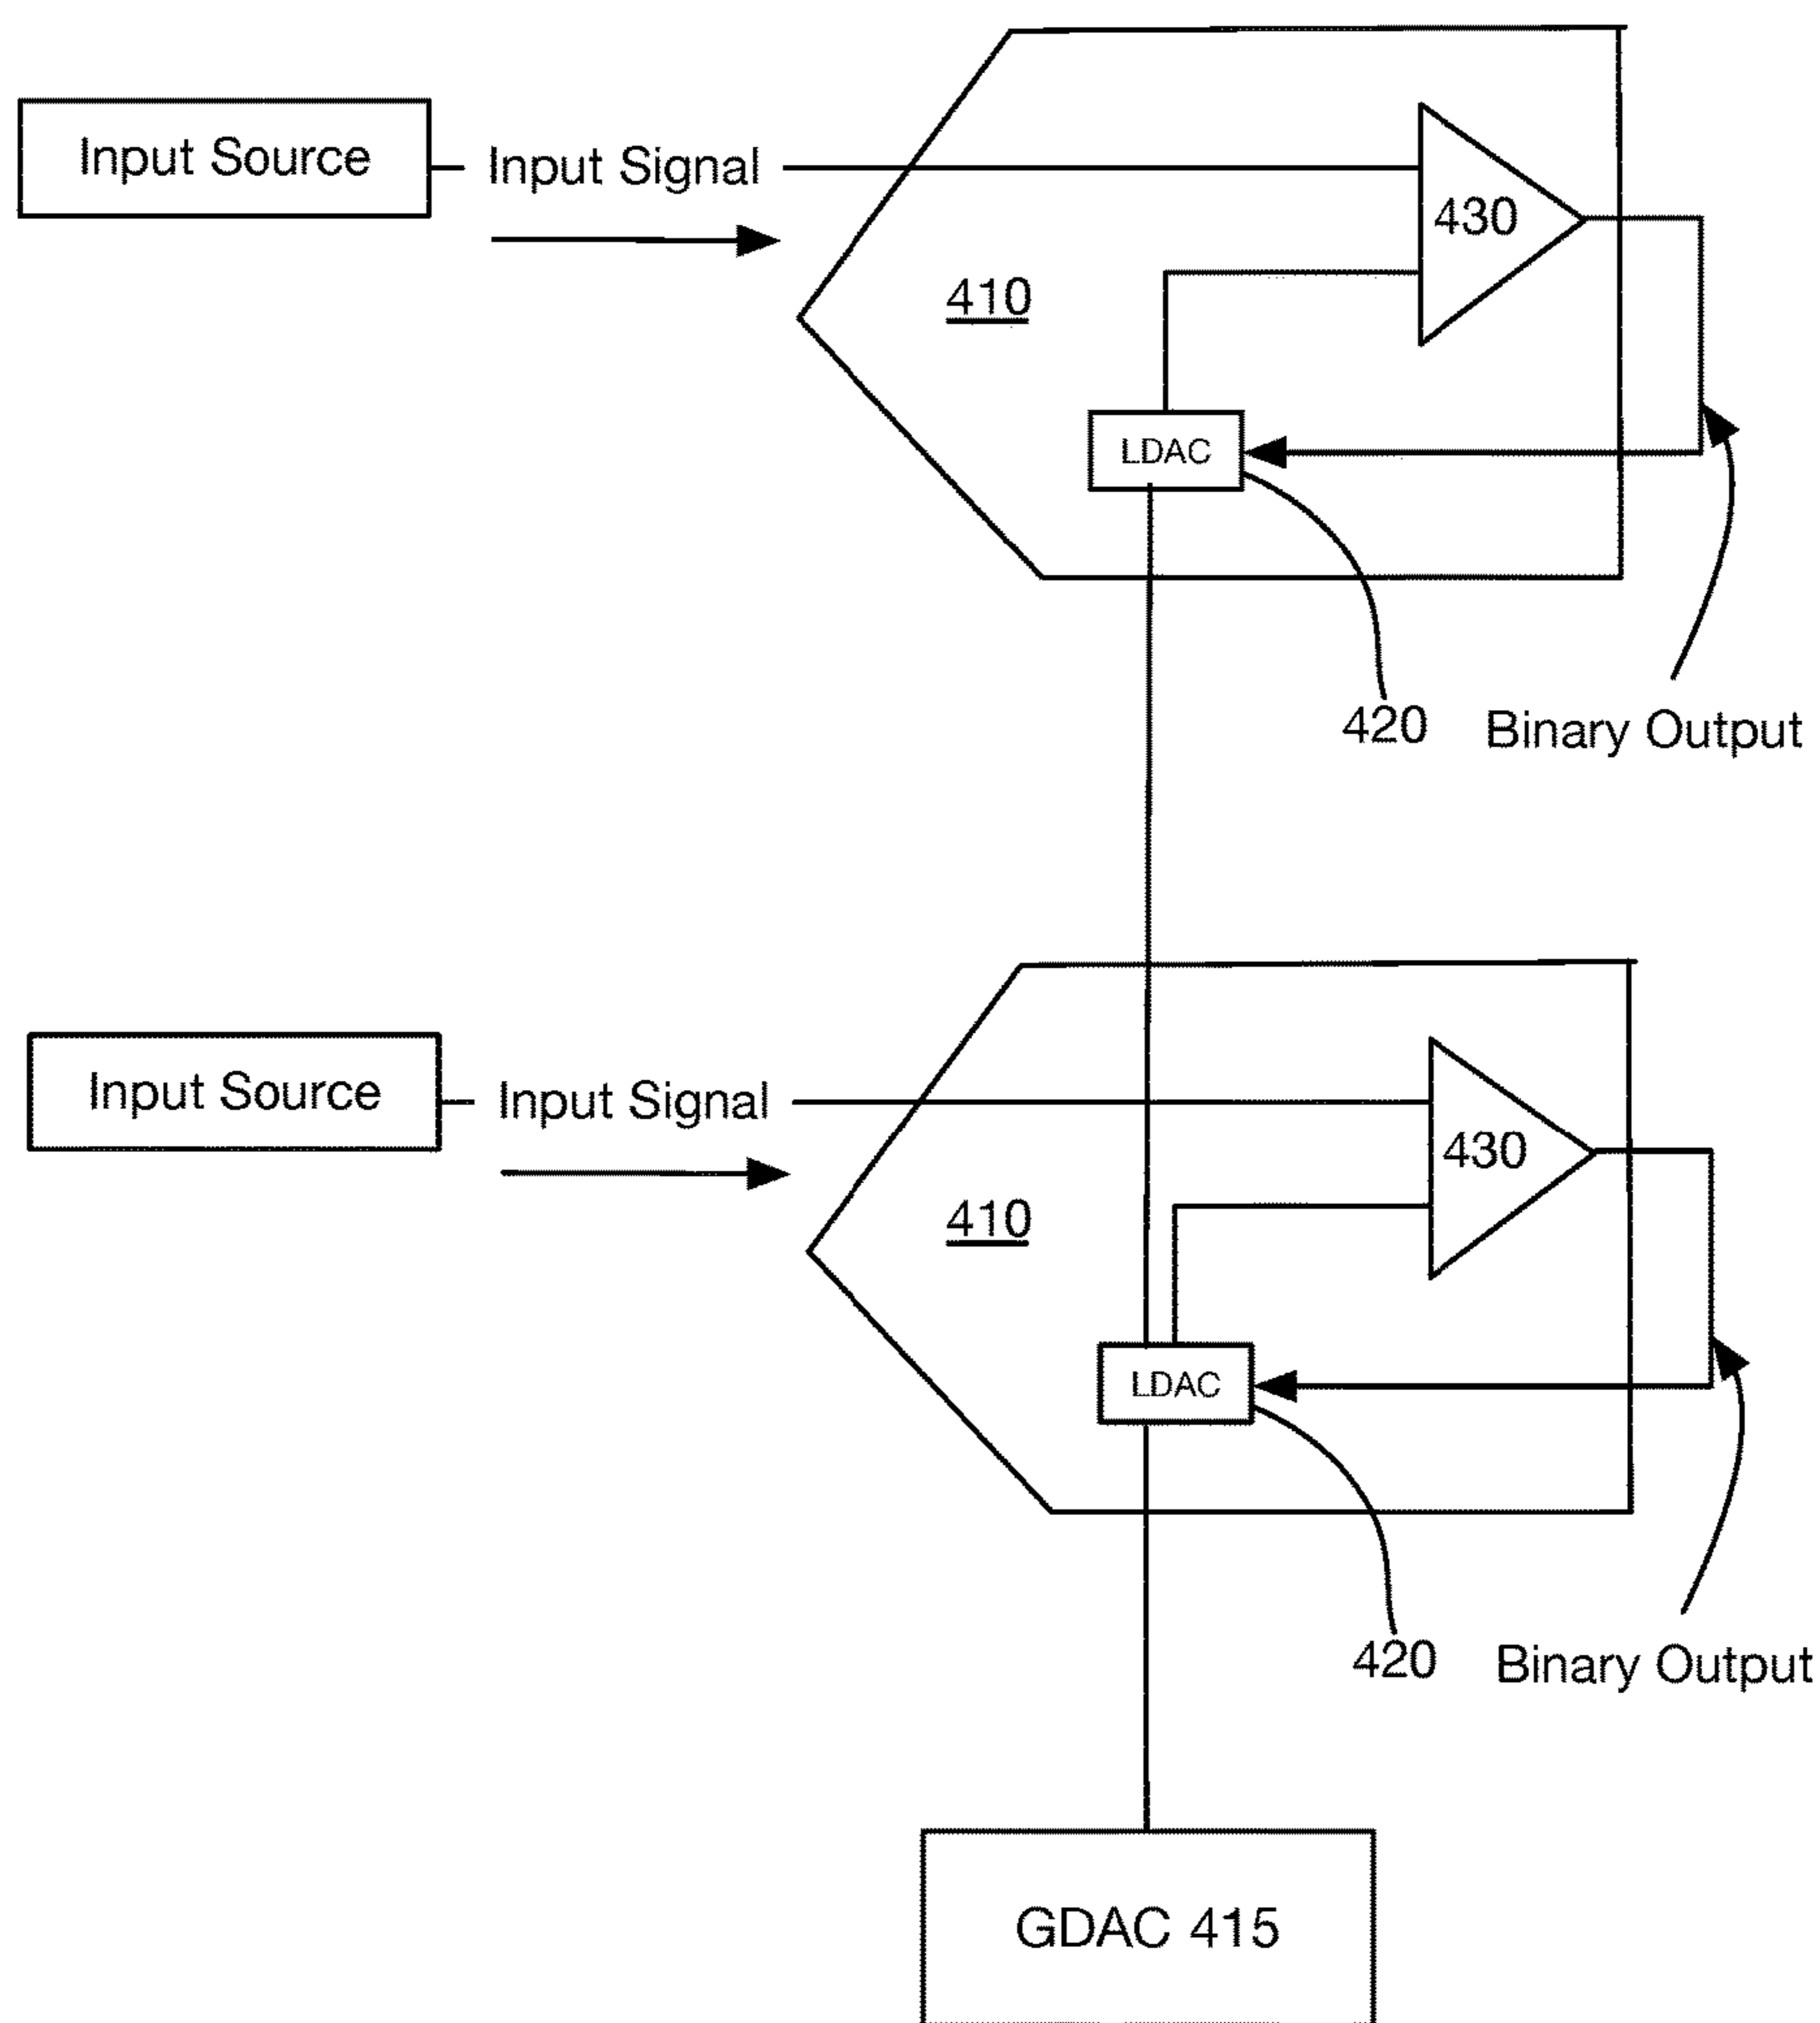 Input Source
Input Signal
430
410
LDAC
420
Binary Output
Input Source
Input Signal
430
410
LDAC
420
Binary Output
GDAC 415